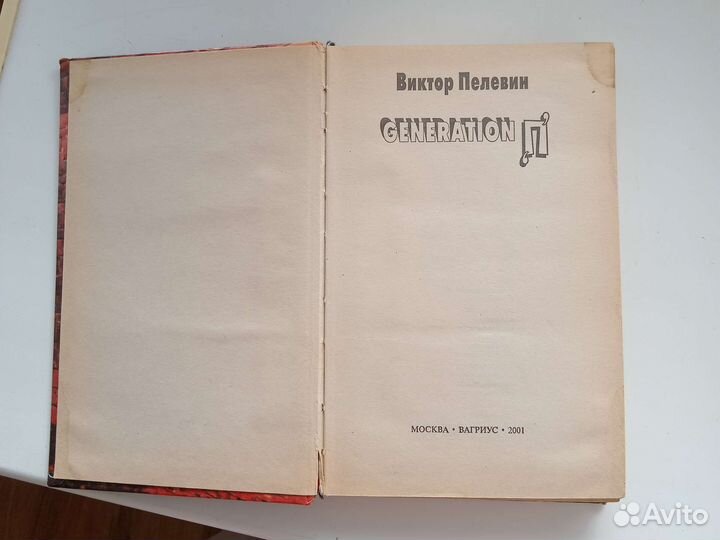 Виктор Пелевин
GENERATION „П“
МОСКВА • ВАГРИУС • 2001
Avito